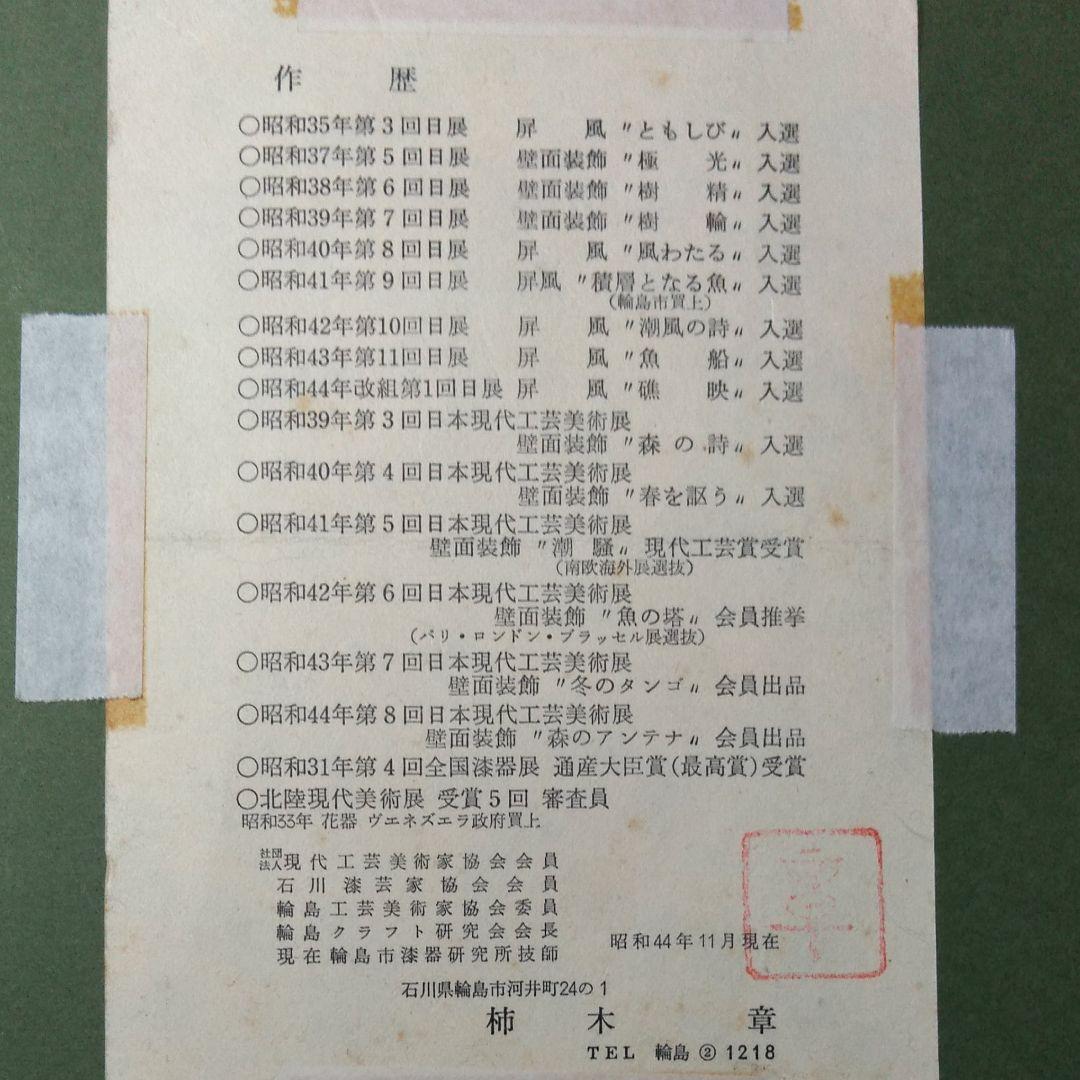 作歴
○昭和35年第3回日展 屏風〃ともしび〃入選
○昭和37年第5回日展 壁面装飾〃極光〃入選
○昭和38年第6回日展 壁面装飾〃樹精〃入選
○昭和39年第7回日展 壁面装飾〃樹輪〃入選
○昭和40年第8回日展 屏風〃風わたる〃入選
○昭和41年第9回日展 屏風〃積層となる魚〃入選
(輪島市買上)
○昭和42年第10回日展 屏風〃潮風の詩〃入選
○昭和43年第11回日展 屏風〃魚船〃入選
○昭和44年改組第1回日展 屏風〃礁映〃入選
○昭和39年第3回日本現代工芸美術展
壁面装飾〃森の詩〃入選
○昭和40年第4回日本現代工芸美術展
壁面装飾〃春を謳う〃入選
○昭和41年第5回日本現代工芸美術展
壁面装飾〃潮騒〃現代工芸賞受賞
(南欧海外展選抜)
○昭和42年第6回日本現代工芸美術展
壁面装飾〃魚の塔〃会員推挙
(パリ・ロンドン・ブラッセル展選抜)
○昭和43年第7回日本現代工芸美術展
壁面装飾〃冬のタンゴ〃会員出品
○昭和44年第8回日本現代工芸美術展
壁面装飾〃森のアンテナ〃会員出品
○昭和31年第4回全国漆器展 通産大臣賞(最高賞)受賞
○北陸現代美術展 受賞5回 審査員
昭和33年 花器 ヴエネズエラ政府買上
社団法人現代工芸美術家協会会員
石川漆芸家協会会員
輪島工芸美術家協会委員
輪島クラフト研究会会長
現在輪島市漆器研究所技師
昭和44年11月現在
石川県輪島市河井町24の1
柿木章
TEL 輪島②1218